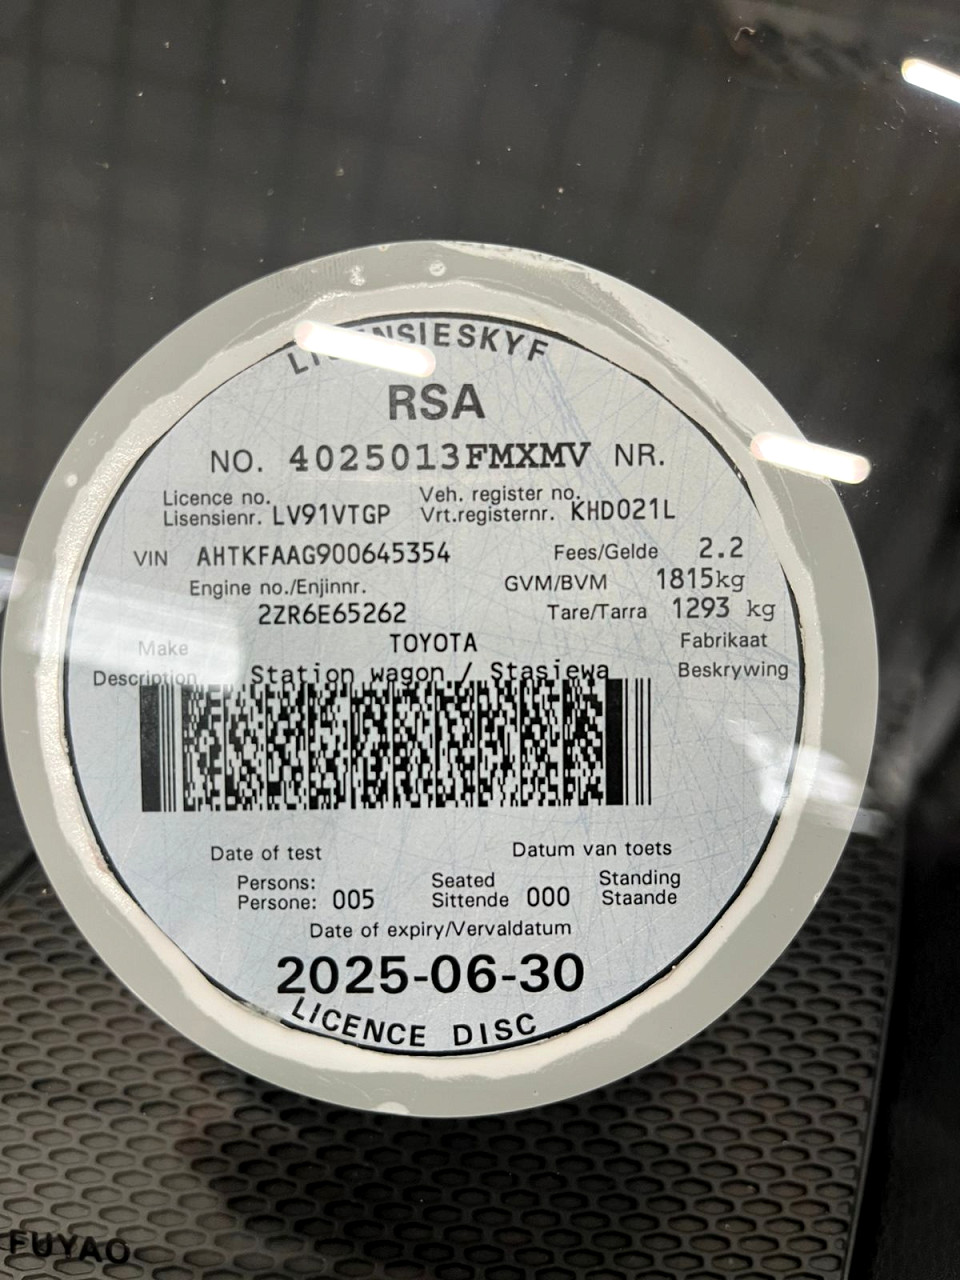 LISENSIESKYF
RSA
NO. 4025013FMXMV NR.
Licence no. Veh. register no.
Lisensienr. LV91VTGP Vrt.registernr. KHD021L
VIN AHTKFAAG900645354 Fees/Gelde 2.2
Engine no./Enjinnr. GVM/BVM 1815kg
2ZR6E65262 Tare/Tarra 1293 kg
Make TOYOTA Fabrikaat
Description Station wagon / Stasiewa Beskrywing
Date of test Datum van toets
Persons: Seated Standing
Persone: 005 Sittende 000 Staande
Date of expiry/Vervaldatum
2025-06-30
LICENCE DISC
FUYAO